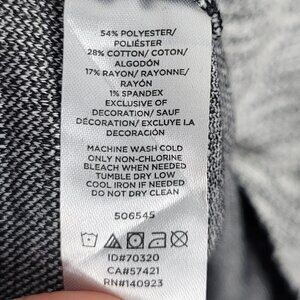 54% POLYESTER/
POLIÉSTER
28% COTTON/ COTON/
ALGODÓN
17% RAYON/ RAYONNE/
RAYÓN
1% SPANDEX
EXCLUSIVE OF
DECORATION/ SAUF
DÉCORATION/ EXCLUYE LA
DECORACIÓN
MACHINE WASH COLD
ONLY NON-CHLORINE
BLEACH WHEN NEEDED
TUMBLE DRY LOW
COOL IRON IF NEEDED
DO NOT DRY CLEAN
506545
ID#70320
CA#57421
RN#140923